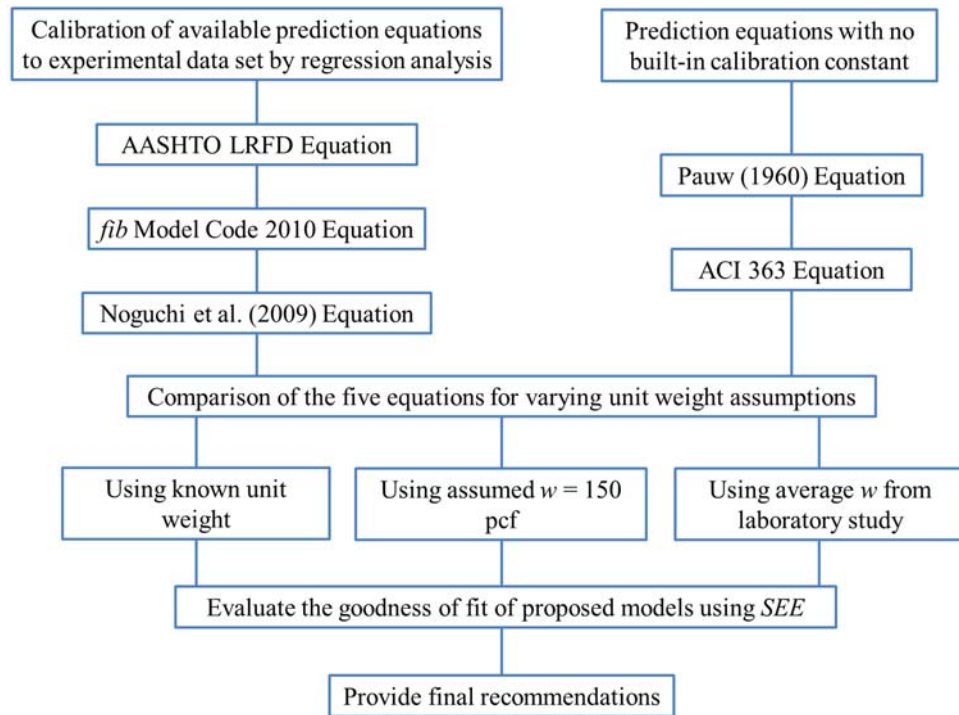 Calibration of available prediction equations
to experimental data set by regression analysis
AASHTO LRFD Equation
fib Model Code 2010 Equation
Noguchi et al. (2009) Equation
Prediction equations with no
built-in calibration constant
Pauw (1960) Equation
ACI 363 Equation
Comparison of the five equations for varying unit weight assumptions
Using known unit
weight
Using assumed w = 150
pcf
Using average w from
laboratory study
Evaluate the goodness of fit of proposed models using SEE
Provide final recommendations